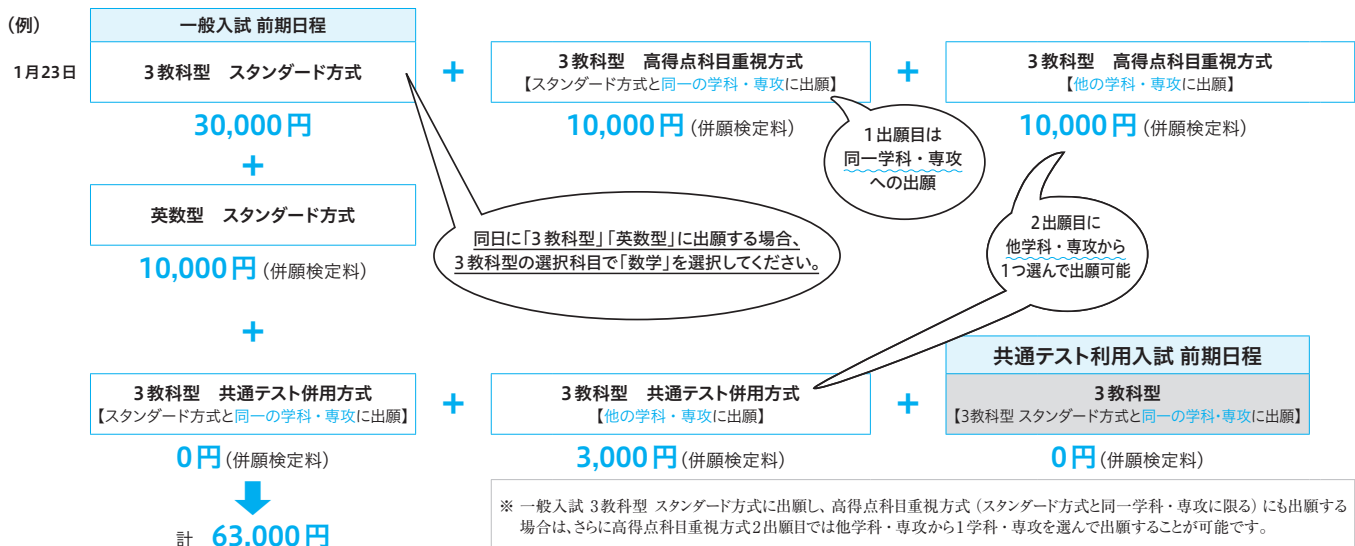 (例)
一般入試 前期日程
1月23日
3教科型 スタンダード方式
+
3教科型 高得点科目重視方式
【スタンダード方式と同一の学科・専攻に出願】
+
3教科型 高得点科目重視方式
【他の学科・専攻に出願】
30,000円
10,000円(併願検定料)
10,000円(併願検定料)
1出願目は
同一学科・専攻
への出願
+
英数型 スタンダード方式
10,000円(併願検定料)
同日に「3教科型」「英数型」に出願する場合、
3教科型の選択科目で「数学」を選択してください。
2出願目に
他学科・専攻から
1つ選んで出願可能
+
3教科型 共通テスト併用方式
【スタンダード方式と同一の学科・専攻に出願】
+
3教科型 共通テスト併用方式
【他の学科・専攻に出願】
+
共通テスト利用入試 前期日程
3教科型
【3教科型 スタンダード方式と同一の学科・専攻に出願】
0円(併願検定料)
3,000円(併願検定料)
0円(併願検定料)
計 63,000円
※ 一般入試 3教科型 スタンダード方式に出願し、高得点科目重視方式(スタンダード方式と同一学科・専攻に限る)にも出願する
場合は、さらに高得点科目重視方式2出願目では他学科・専攻から1学科・専攻を選んで出願することが可能です。